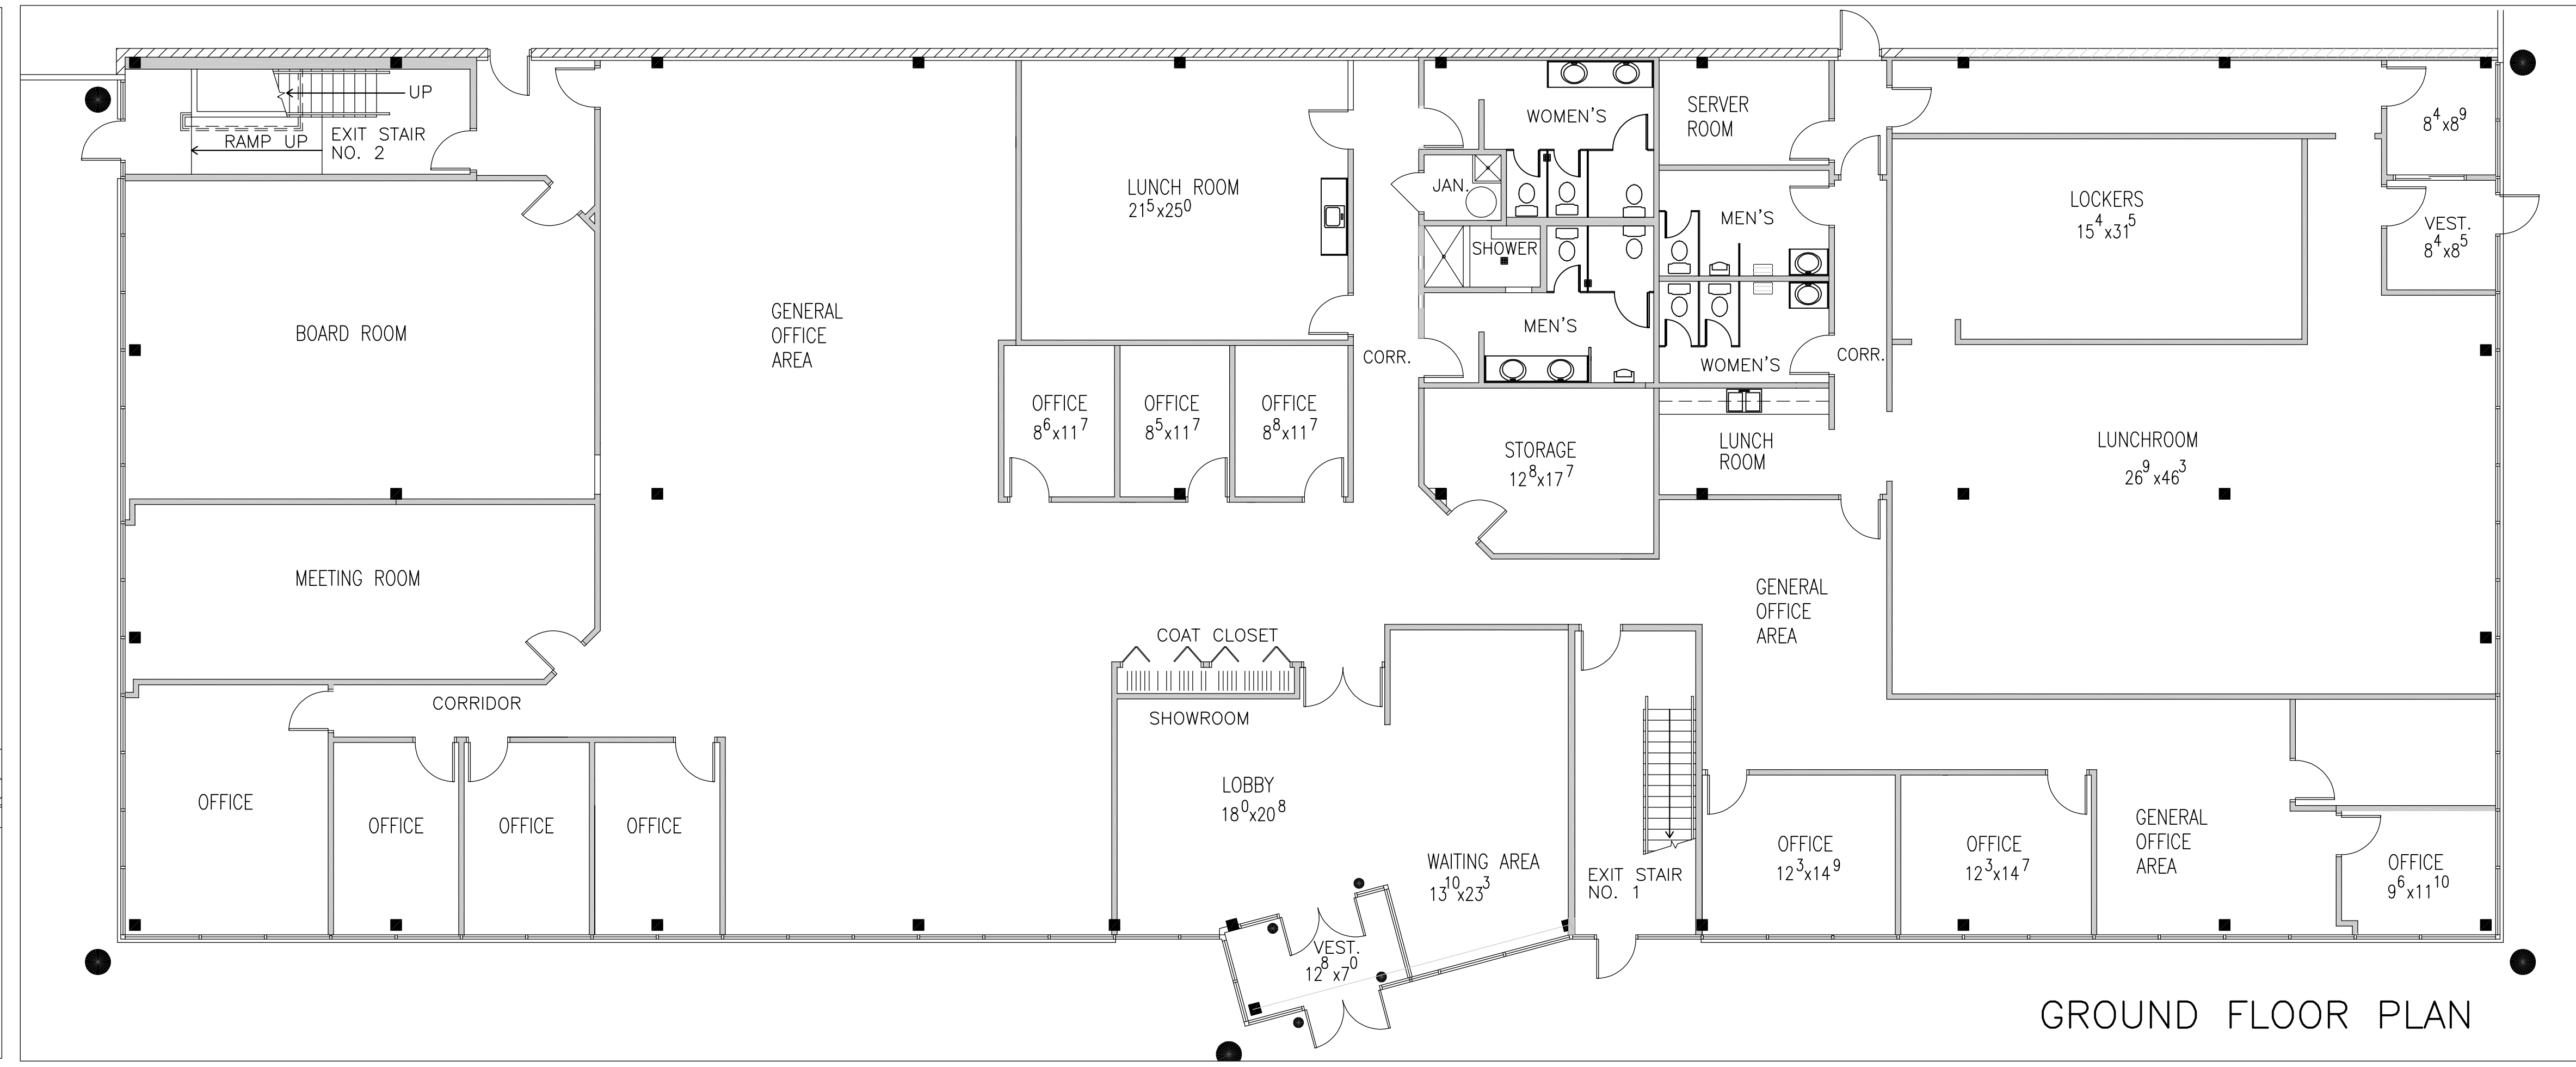 UP
RAMP UP
EXIT STAIR
NO. 2
BOARD ROOM
MEETING ROOM
CORRIDOR
OFFICE
OFFICE
OFFICE
OFFICE
GENERAL
OFFICE
AREA
LUNCH ROOM
21⁵x25⁰
OFFICE
8⁶x11⁷
OFFICE
8⁵x11⁷
OFFICE
8⁸x11⁷
CORR.
WOMEN'S
JAN.
SHOWER
MEN'S
STORAGE
12⁸x17⁷
SERVER
ROOM
MEN'S
WOMEN'S
CORR.
LUNCH
ROOM
LOCKERS
15⁴x31⁵
8⁴x8⁹
VEST.
8⁴x8⁵
LUNCHROOM
26⁹x46³
GENERAL
OFFICE
AREA
COAT CLOSET
SHOWROOM
LOBBY
18⁰x20⁸
WAITING AREA
13¹⁰x23³
VEST.
12⁸x7⁰
EXIT STAIR
NO. 1
OFFICE
12³x14⁹
OFFICE
12³x14⁷
GENERAL
OFFICE
AREA
OFFICE
9⁶x11¹⁰
GROUND FLOOR PLAN